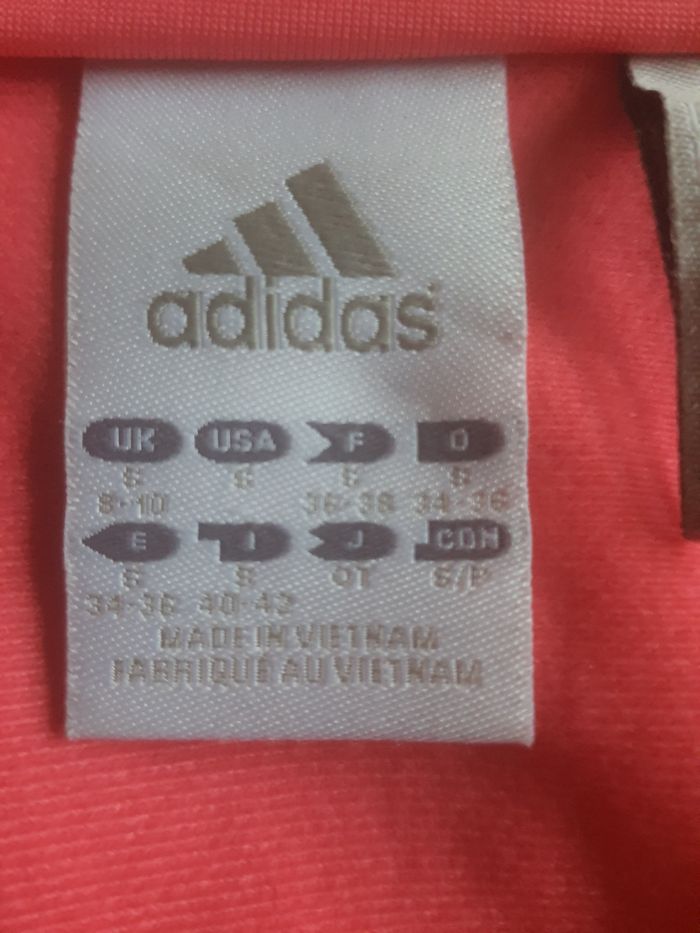 adidas
UK USA F D
S S S S
8-10 36-38 34-36
E I J CDN
S S OT S/P
34-36 40-42
MADE IN VIETNAM
FABRIQUÉ AU VIETNAM